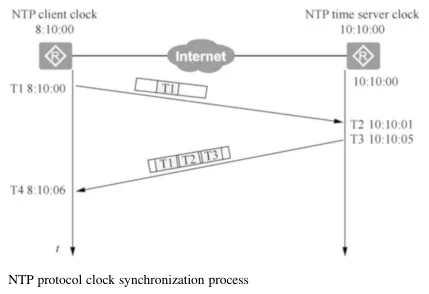 NTP client clock
8:10:00
NTP time server clock
10:10:00
R
Internet
R
10:10:00
T1 8:10:00
T1
T2 10:10:01
T3 10:10:05
T1 T2 T3
T4 8:10:06
t
NTP protocol clock synchronization process